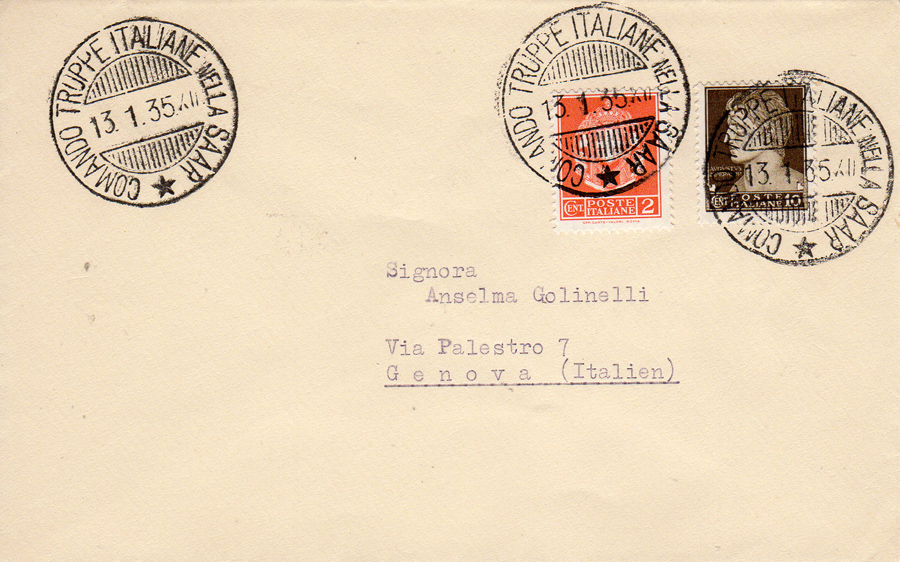 COMANDO TRUPPE ITALIANE NELLA SAAR
13.1.35.XIII
COMANDO TRUPPE ITALIANE NELLA SAAR
13.1.35.XIII
CENT. POSTE ITALIANE 2
COMANDO TRUPPE ITALIANE NELLA SAAR
13.1.35.XIII
CENT. POSTE ITALIANE 10
Signora
Anselma Golinelli
Via Palestro 7
Genova (Italien)